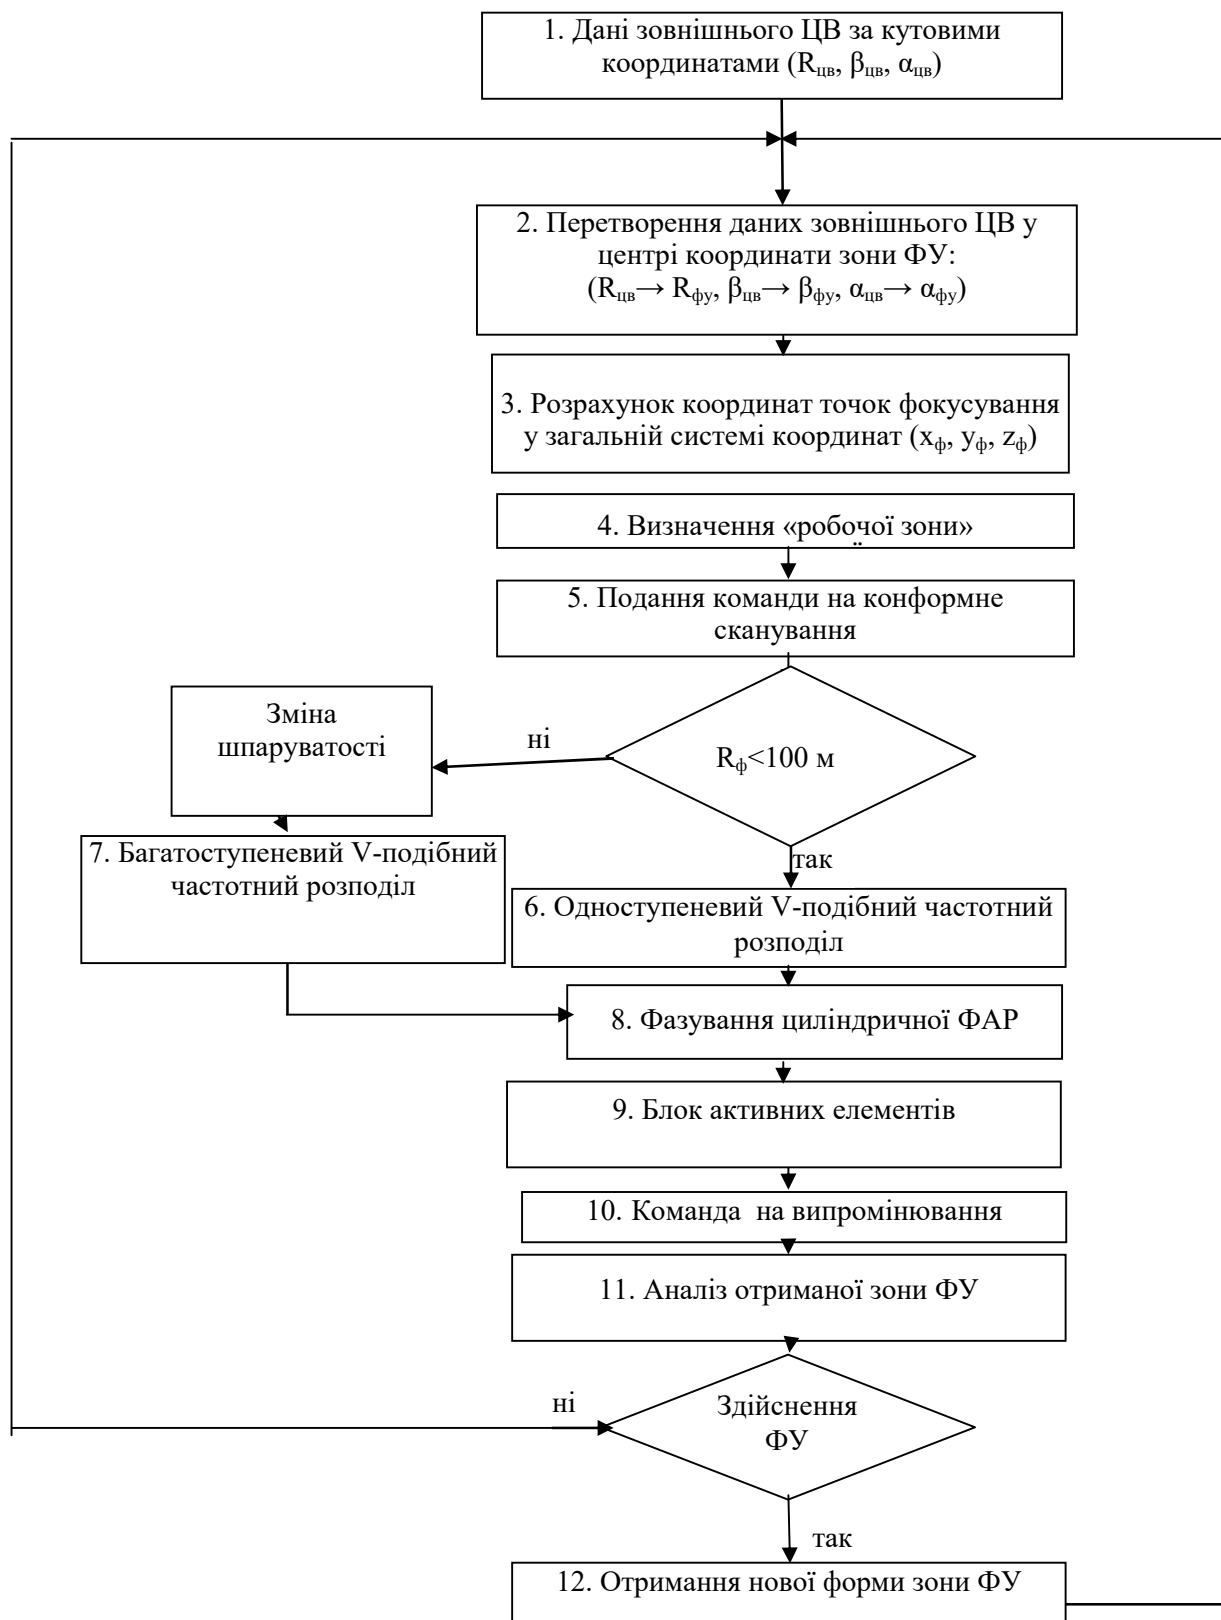 1. Дані зовнішнього ЦВ за кутовими
координатами (Rцв, βцв, αцв)
2. Перетворення даних зовнішнього ЦВ у
центрі координати зони ФУ:
(Rцв→ Rфу, βцв→ βфу, αцв→ αфу)
3. Розрахунок координат точок фокусування
у загальній системі координат (xф, yф, zф)
4. Визначення «робочої зони»
5. Подання команди на конформне
сканування
Зміна
шпаруватості
ні
Rф<100 м
так
7. Багатоступеневий V-подібний
частотний розподіл
6. Одноступеневий V-подібний частотний
розподіл
8. Фазування циліндричної ФАР
9. Блок активних елементів
10. Команда на випромінювання
11. Аналіз отриманої зони ФУ
ні
Здійснення
ФУ
так
12. Отримання нової форми зони ФУ